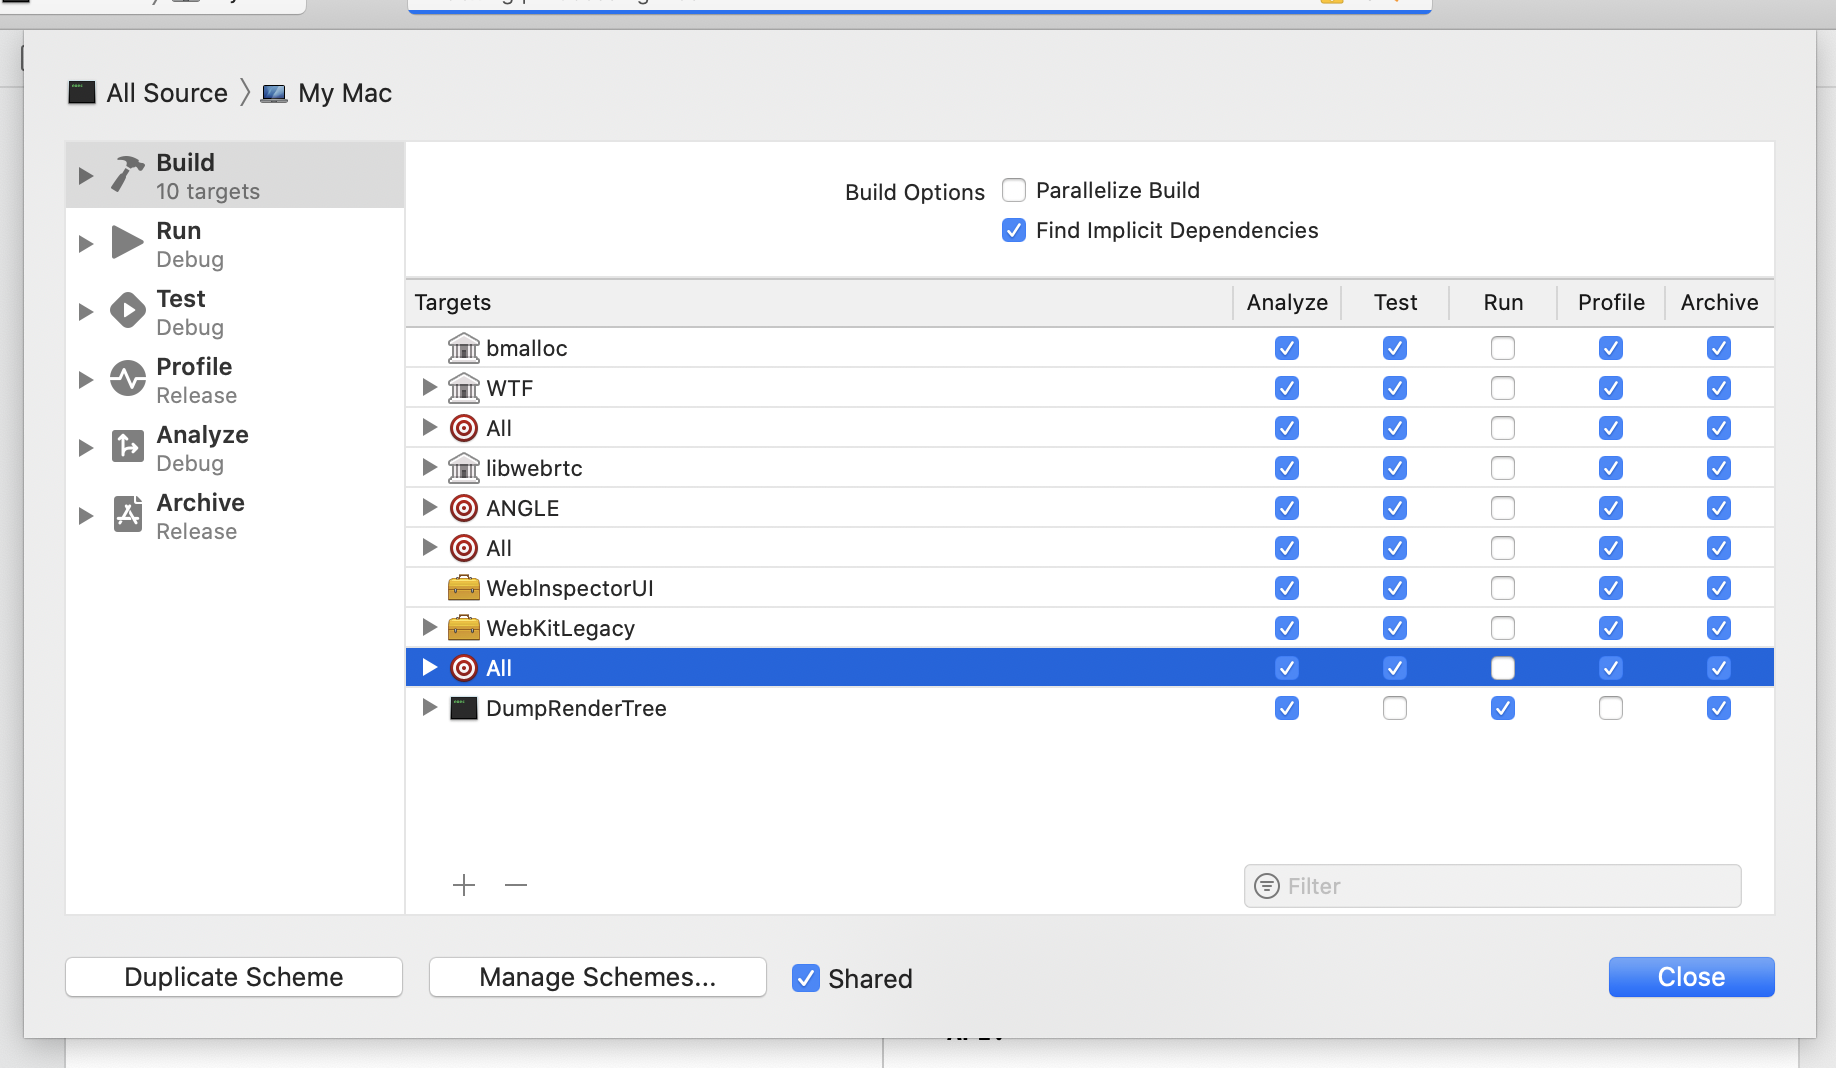 All Source 〉 My Mac
Build
10 targets
Run
Debug
Test
Debug
Profile
Release
Analyze
Debug
Archive
Release
Build Options Parallelize Build
Find Implicit Dependencies
Targets Analyze Test Run Profile Archive
bmalloc
WTF
All
libwebrtc
ANGLE
All
WebInspectorUI
WebKitLegacy
All
DumpRenderTree
Filter
Duplicate Scheme Manage Schemes... Shared Close